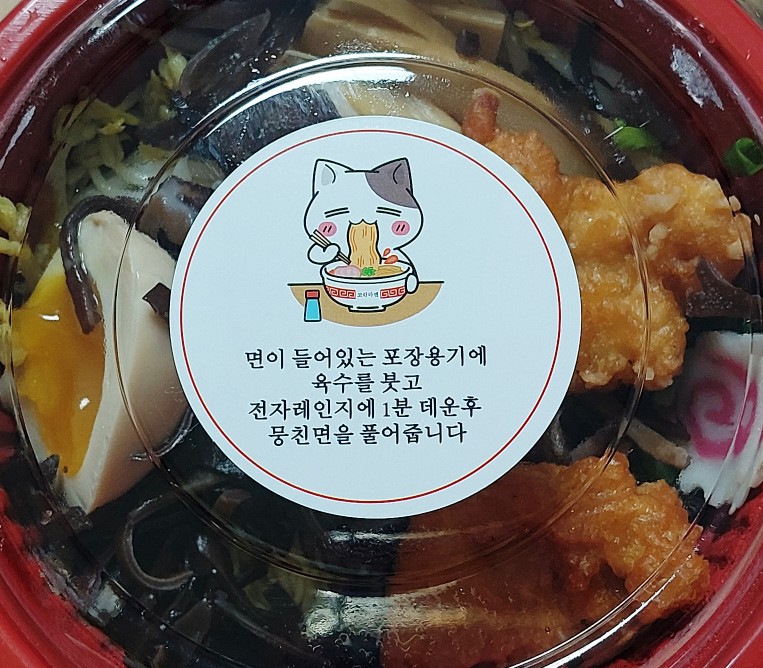 면이 들어있는 포장용기에
육수를 붓고
전자레인지에 1분 데운후
뭉친면을 풀어줍니다